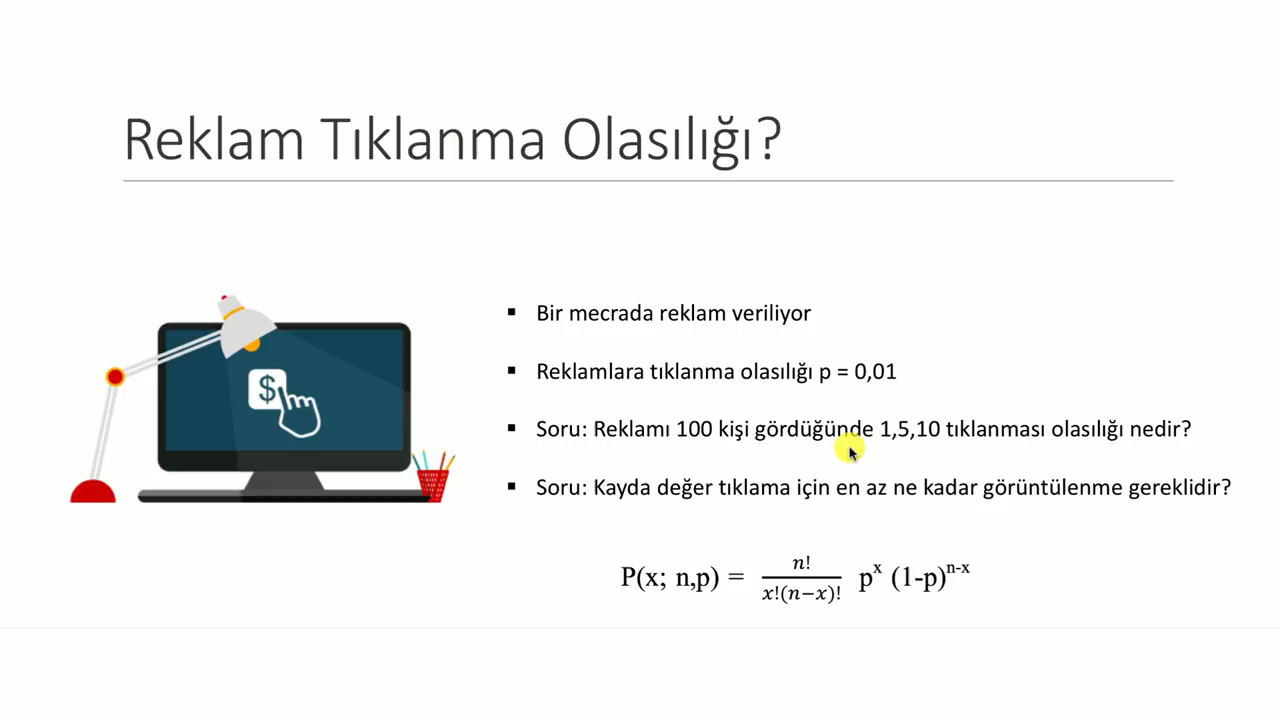 Reklam Tıklanma Olasılığı?
$
▪ Bir mecrada reklam veriliyor
▪ Reklamlara tıklanma olasılığı p = 0,01
▪ Soru: Reklamı 100 kişi gördüğünde 1,5,10 tıklanması olasılığı nedir?
▪ Soru: Kayda değer tıklama için en az ne kadar görüntülenme gereklidir?
P(x; n,p) = n! / x!(n−x)! pˣ (1-p)ⁿ⁻ˣ